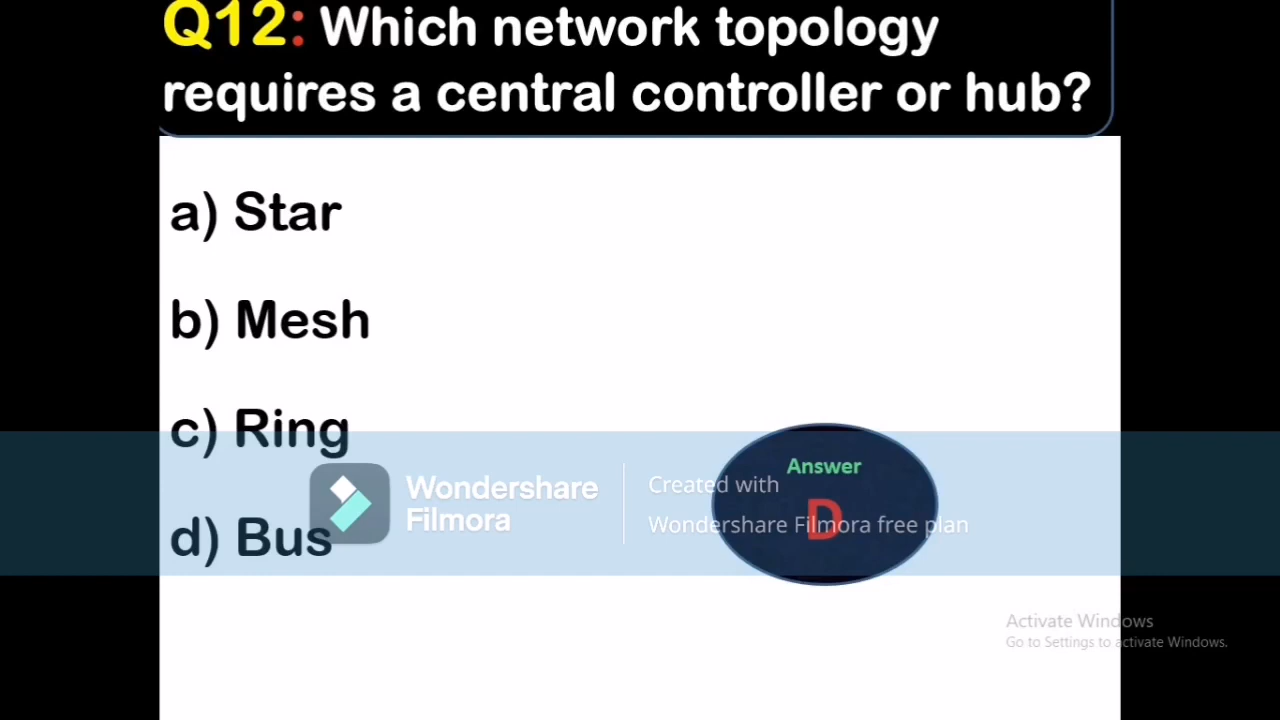 Q12: Which network topology
requires a central controller or hub?
a) Star
b) Mesh
c) Ring
d) Bus
Answer
D
Wondershare
Filmora
Created with
Wondershare Filmora free plan
Activate Windows
Go to Settings to activate Windows.